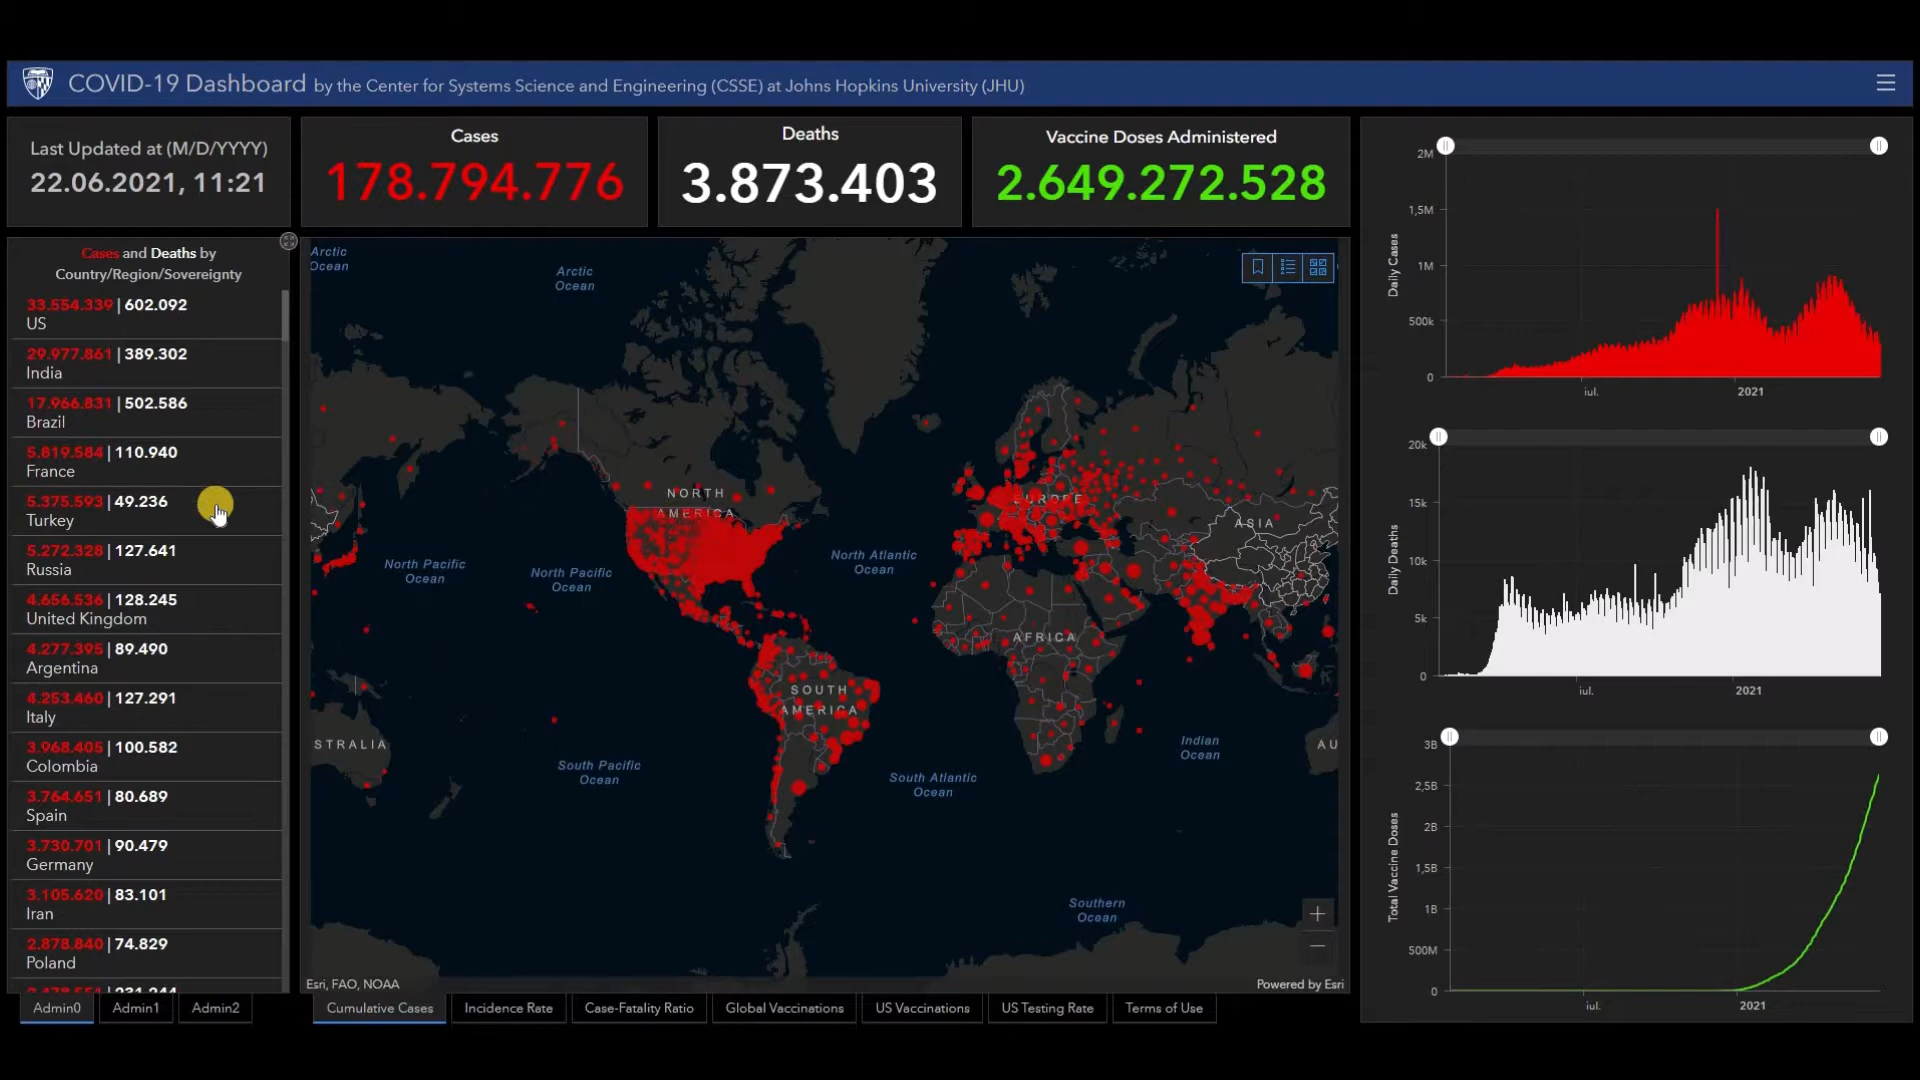 COVID-19 Dashboard by the Center for Systems Science and Engineering (CSSE) at Johns Hopkins University (JHU)
Last Updated at (M/D/YYYY)
22.06.2021, 11:21
Cases
178.794.776
Deaths
3.873.403
Vaccine Doses Administered
2.649.272.528
Cases and Deaths by
Country/Region/Sovereignty
33.554.339 | 602.092
US
29.977.861 | 389.302
India
17.966.831 | 502.586
Brazil
5.819.584 | 110.940
France
5.375.593 | 49.236
Turkey
5.272.328 | 127.641
Russia
4.656.536 | 128.245
United Kingdom
4.277.395 | 89.490
Argentina
4.253.460 | 127.291
Italy
3.968.405 | 100.582
Colombia
3.764.651 | 80.689
Spain
3.730.701 | 90.479
Germany
3.105.620 | 83.101
Iran
2.878.840 | 74.829
Poland
Admin0
Admin1
Admin2
Arctic
Ocean
Arctic
Ocean
NORTH
AMERICA
EUROPE
ASIA
North Pacific
Ocean
North Pacific
Ocean
North Atlantic
Ocean
AFRICA
SOUTH
AMERICA
STRALIA
AU
South Pacific
Ocean
South Atlantic
Ocean
Indian
Ocean
Southern
Ocean
+
−
Esri, FAO, NOAA
Powered by Esri
Cumulative Cases
Incidence Rate
Case-Fatality Ratio
Global Vaccinations
US Vaccinations
US Testing Rate
Terms of Use
Daily Cases
2M
1,5M
1M
500k
0
iul.
2021
Daily Deaths
20k
15k
10k
5k
0
iul.
2021
Total Vaccine Doses
3B
2,5B
2B
1,5B
1B
500M
0
iul.
2021